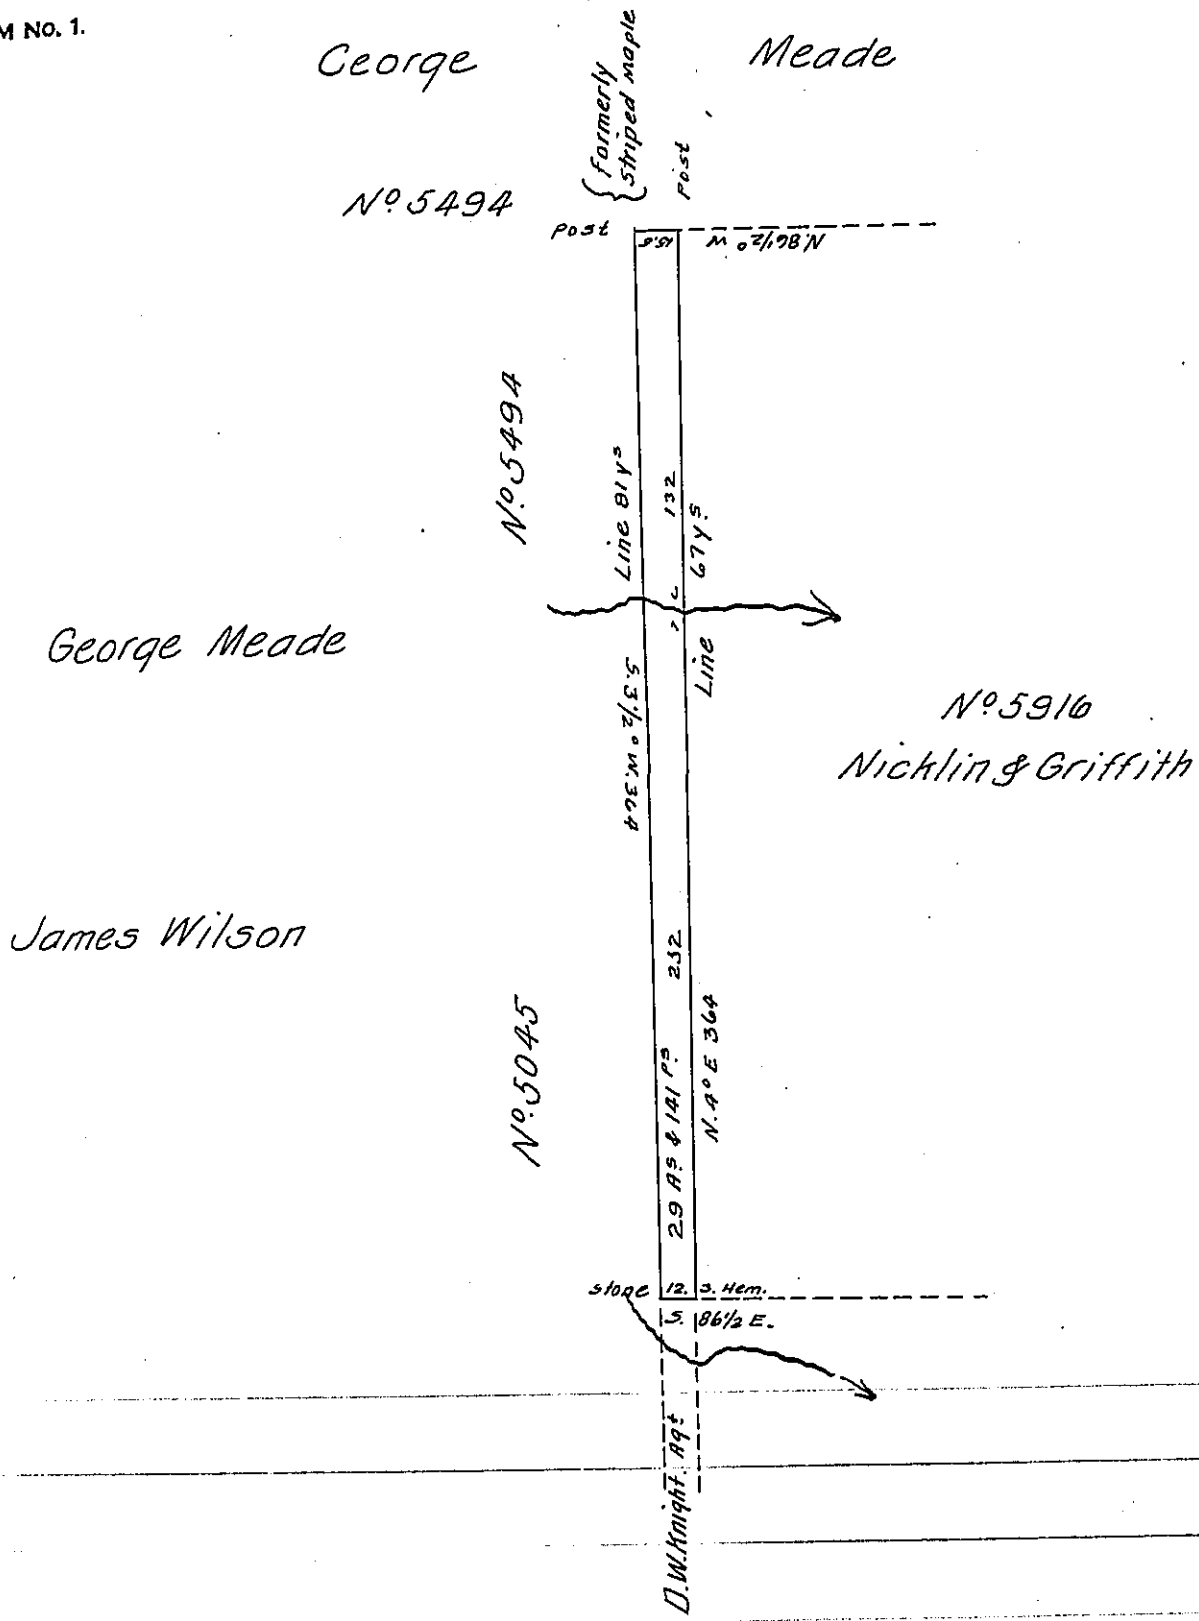 M No. 1.
George Meade
{ Formerly
striped maple
Post
No 5494
Post
15.6
N.86 1/2° W
No 5494
Line 81 ys
132
67 ys
Line
George Meade
S. 3 1/2° W. 364
No 5916
Nicklin & Griffith
James Wilson
232
No 5045
29 As & 141 Ps
N. 4° E 364
stone 12. S. Hem.
S. 86 1/2 E.
D.W. Knight. Agt